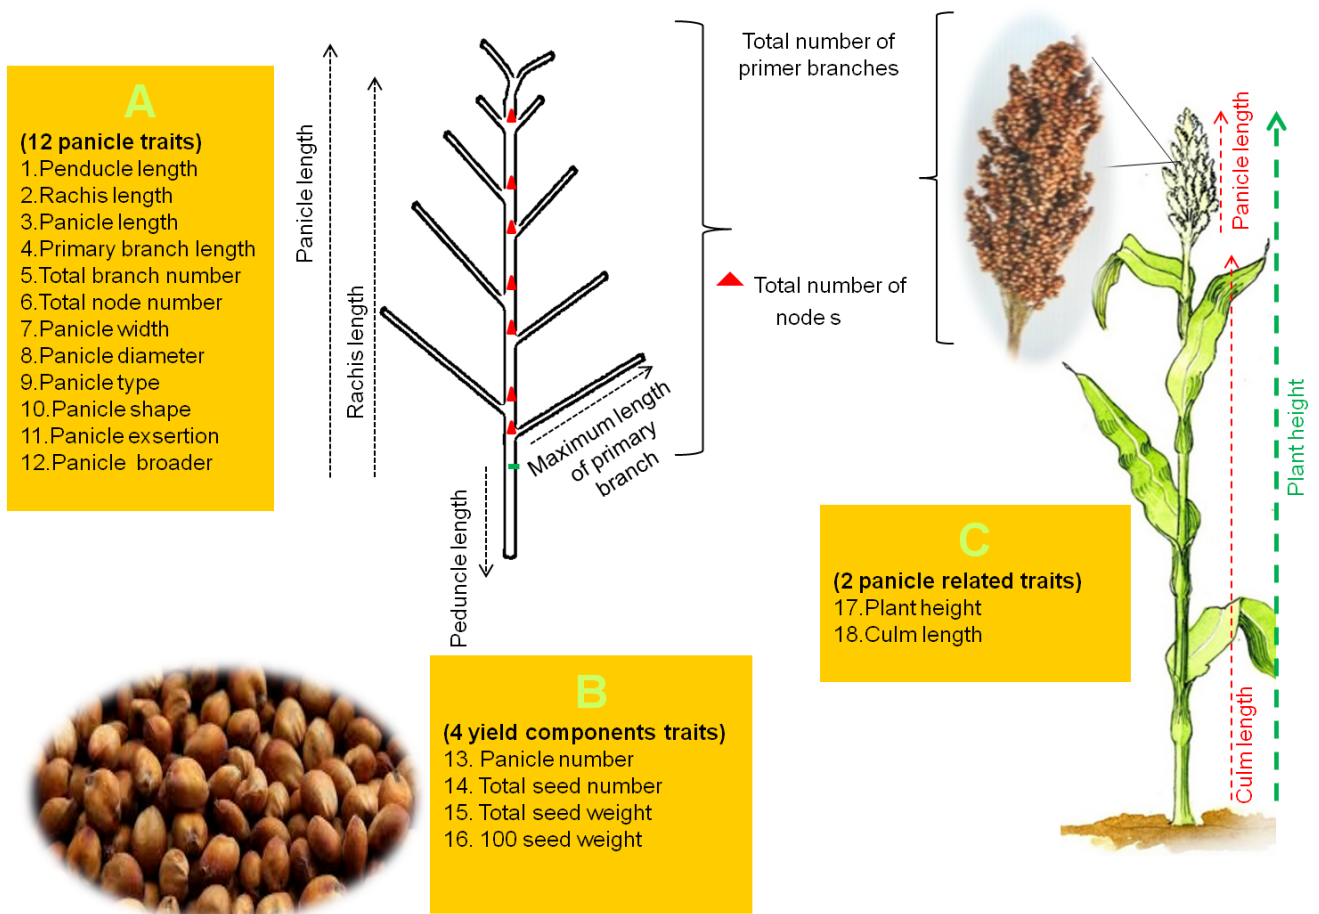 A
(12 panicle traits)
1.Penducle length
2.Rachis length
3.Panicle length
4.Primary branch length
5.Total branch number
6.Total node number
7.Panicle width
8.Panicle diameter
9.Panicle type
10.Panicle shape
11.Panicle exsertion
12.Panicle broader
Panicle length
Rachis length
Peduncle length
Maximum length
of primary
branch
Total number of
primer branches
Total number of
node s
B
(4 yield components traits)
13. Panicle number
14. Total seed number
15. Total seed weight
16. 100 seed weight
C
(2 panicle related traits)
17.Plant height
18.Culm length
Panicle length
Culm length
Plant height